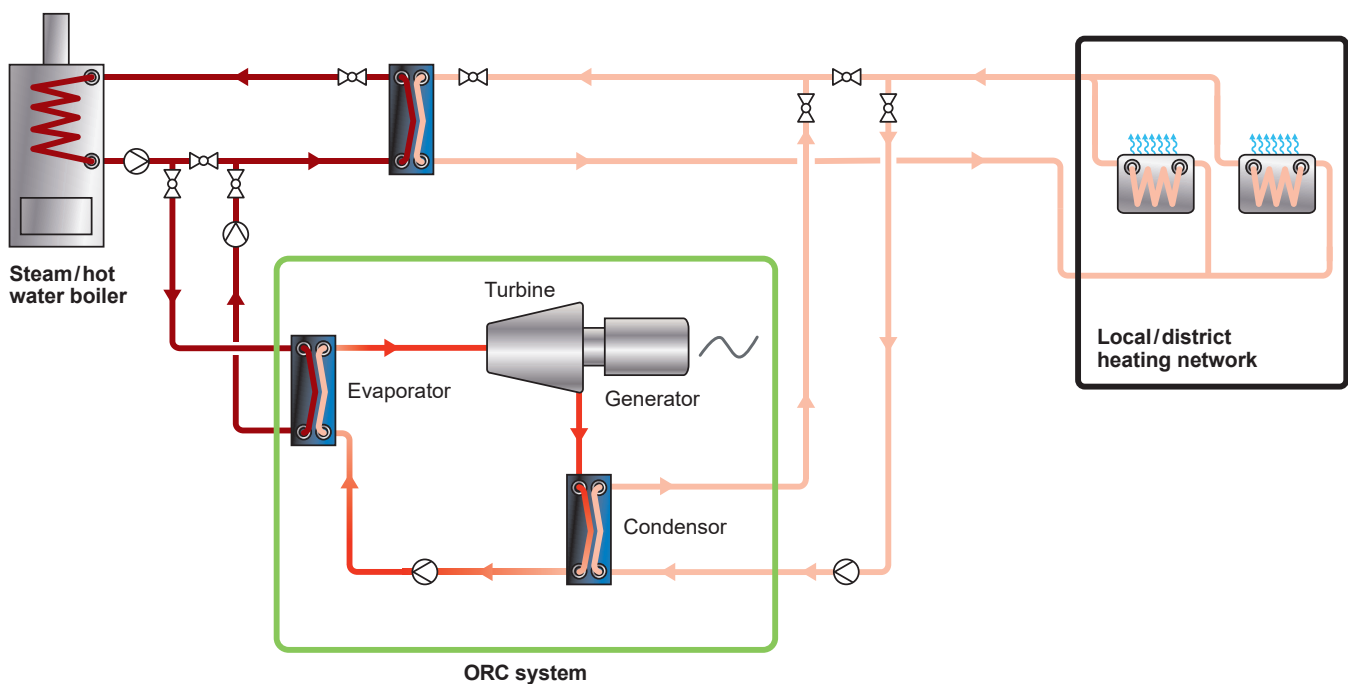 Steam/hot
water boiler
Turbine
Evaporator
Generator
Condensor
Local/district
heating network
ORC system